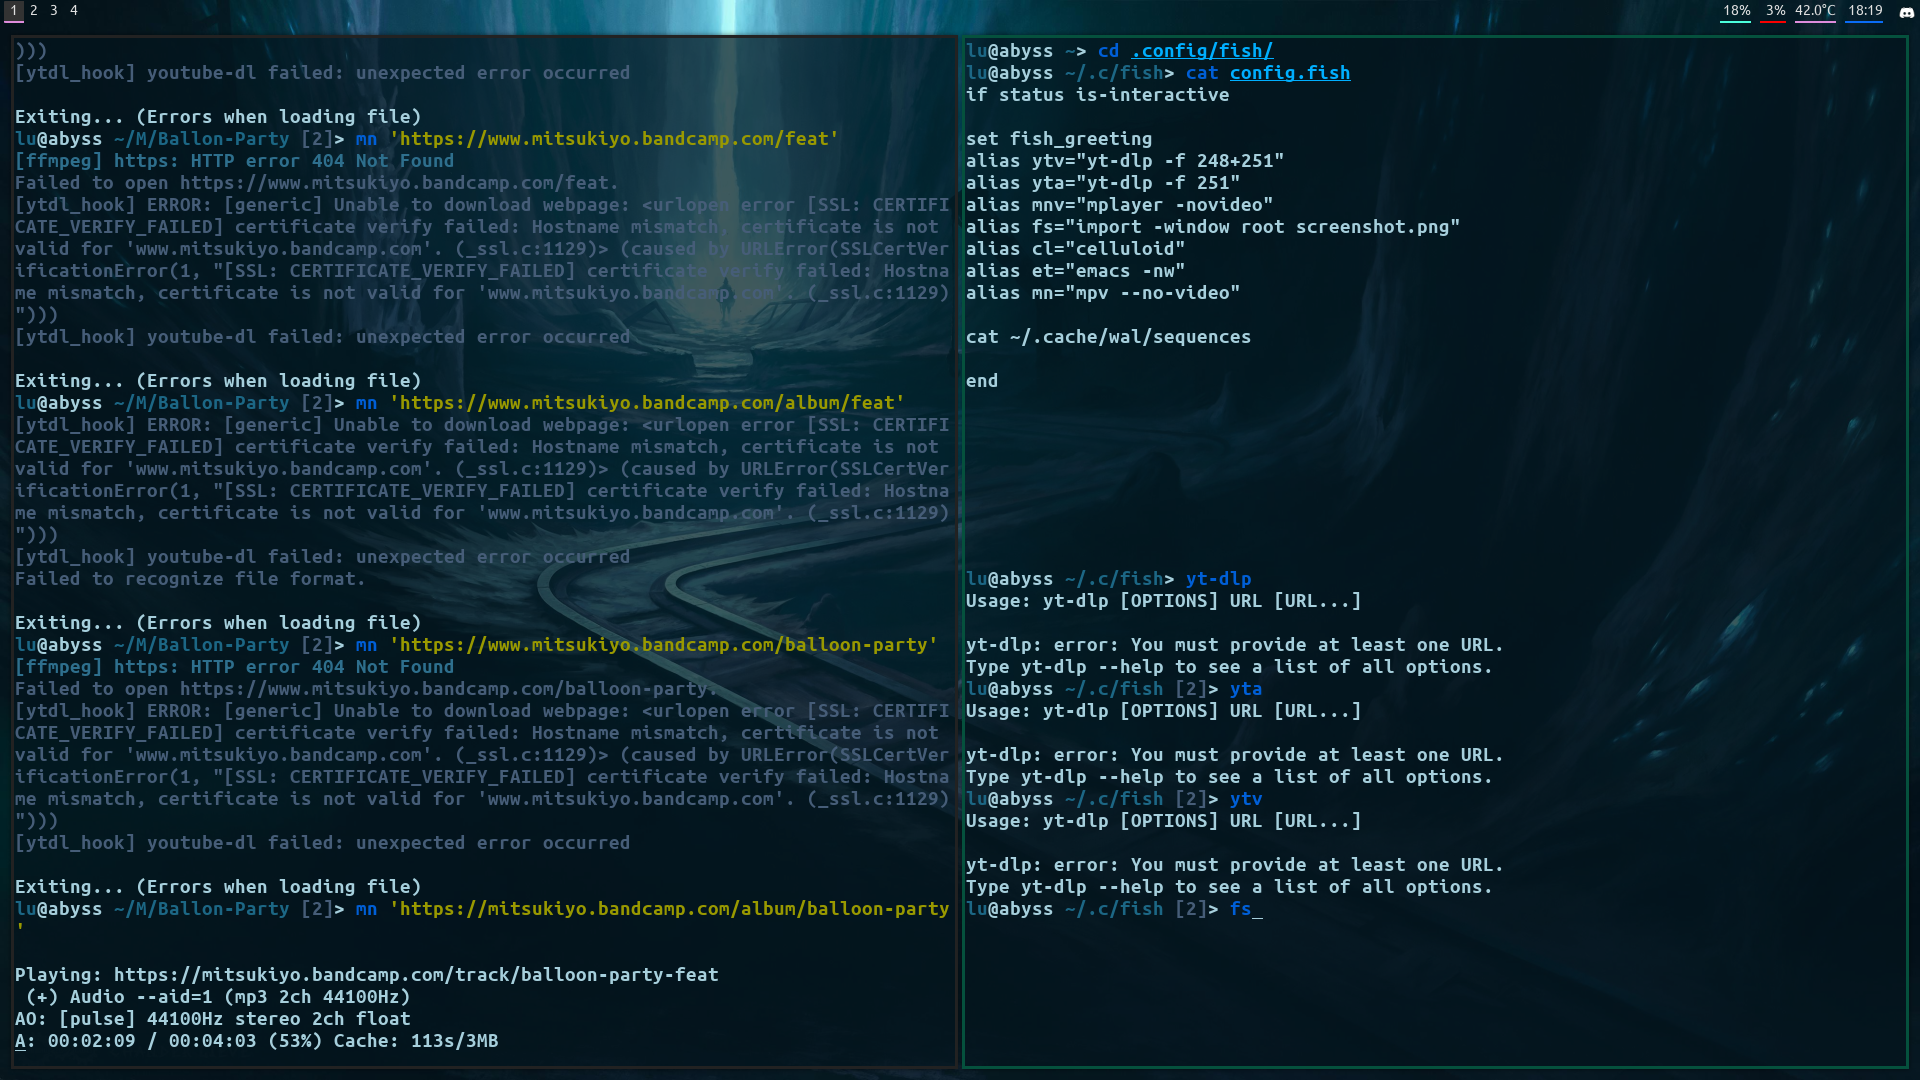 1 2 3 4
18% 3% 42.0°C 18:19
)))
[ytdl_hook] youtube-dl failed: unexpected error occurred
Exiting... (Errors when loading file)
lu@abyss ~/M/Ballon-Party [2]> mn 'https://www.mitsukiyo.bandcamp.com/feat'
[ffmpeg] https: HTTP error 404 Not Found
Failed to open https://www.mitsukiyo.bandcamp.com/feat.
[ytdl_hook] ERROR: [generic] Unable to download webpage: <urlopen error [SSL: CERTIFI
CATE_VERIFY_FAILED] certificate verify failed: Hostname mismatch, certificate is not
valid for 'www.mitsukiyo.bandcamp.com'. (_ssl.c:1129)> (caused by URLError(SSLCertVer
ificationError(1, "[SSL: CERTIFICATE_VERIFY_FAILED] certificate verify failed: Hostna
me mismatch, certificate is not valid for 'www.mitsukiyo.bandcamp.com'. (_ssl.c:1129)
")))
[ytdl_hook] youtube-dl failed: unexpected error occurred
Exiting... (Errors when loading file)
lu@abyss ~/M/Ballon-Party [2]> mn 'https://www.mitsukiyo.bandcamp.com/album/feat'
[ytdl_hook] ERROR: [generic] Unable to download webpage: <urlopen error [SSL: CERTIFI
CATE_VERIFY_FAILED] certificate verify failed: Hostname mismatch, certificate is not
valid for 'www.mitsukiyo.bandcamp.com'. (_ssl.c:1129)> (caused by URLError(SSLCertVer
ificationError(1, "[SSL: CERTIFICATE_VERIFY_FAILED] certificate verify failed: Hostna
me mismatch, certificate is not valid for 'www.mitsukiyo.bandcamp.com'. (_ssl.c:1129)
")))
[ytdl_hook] youtube-dl failed: unexpected error occurred
Failed to recognize file format.
Exiting... (Errors when loading file)
lu@abyss ~/M/Ballon-Party [2]> mn 'https://www.mitsukiyo.bandcamp.com/balloon-party'
[ffmpeg] https: HTTP error 404 Not Found
Failed to open https://www.mitsukiyo.bandcamp.com/balloon-party.
[ytdl_hook] ERROR: [generic] Unable to download webpage: <urlopen error [SSL: CERTIFI
CATE_VERIFY_FAILED] certificate verify failed: Hostname mismatch, certificate is not
valid for 'www.mitsukiyo.bandcamp.com'. (_ssl.c:1129)> (caused by URLError(SSLCertVer
ificationError(1, "[SSL: CERTIFICATE_VERIFY_FAILED] certificate verify failed: Hostna
me mismatch, certificate is not valid for 'www.mitsukiyo.bandcamp.com'. (_ssl.c:1129)
")))
[ytdl_hook] youtube-dl failed: unexpected error occurred
Exiting... (Errors when loading file)
lu@abyss ~/M/Ballon-Party [2]> mn 'https://mitsukiyo.bandcamp.com/album/balloon-party
'
Playing: https://mitsukiyo.bandcamp.com/track/balloon-party-feat
(+) Audio --aid=1 (mp3 2ch 44100Hz)
AO: [pulse] 44100Hz stereo 2ch float
A: 00:02:09 / 00:04:03 (53%) Cache: 113s/3MB
lu@abyss ~> cd .config/fish/
lu@abyss ~/.c/fish> cat config.fish
if status is-interactive
set fish_greeting
alias ytv="yt-dlp -f 248+251"
alias yta="yt-dlp -f 251"
alias mnv="mplayer -novideo"
alias fs="import -window root screenshot.png"
alias cl="celluloid"
alias et="emacs -nw"
alias mn="mpv --no-video"
cat ~/.cache/wal/sequences
end
lu@abyss ~/.c/fish> yt-dlp
Usage: yt-dlp [OPTIONS] URL [URL...]
yt-dlp: error: You must provide at least one URL.
Type yt-dlp --help to see a list of all options.
lu@abyss ~/.c/fish [2]> yta
Usage: yt-dlp [OPTIONS] URL [URL...]
yt-dlp: error: You must provide at least one URL.
Type yt-dlp --help to see a list of all options.
lu@abyss ~/.c/fish [2]> ytv
Usage: yt-dlp [OPTIONS] URL [URL...]
yt-dlp: error: You must provide at least one URL.
Type yt-dlp --help to see a list of all options.
lu@abyss ~/.c/fish [2]> fs_